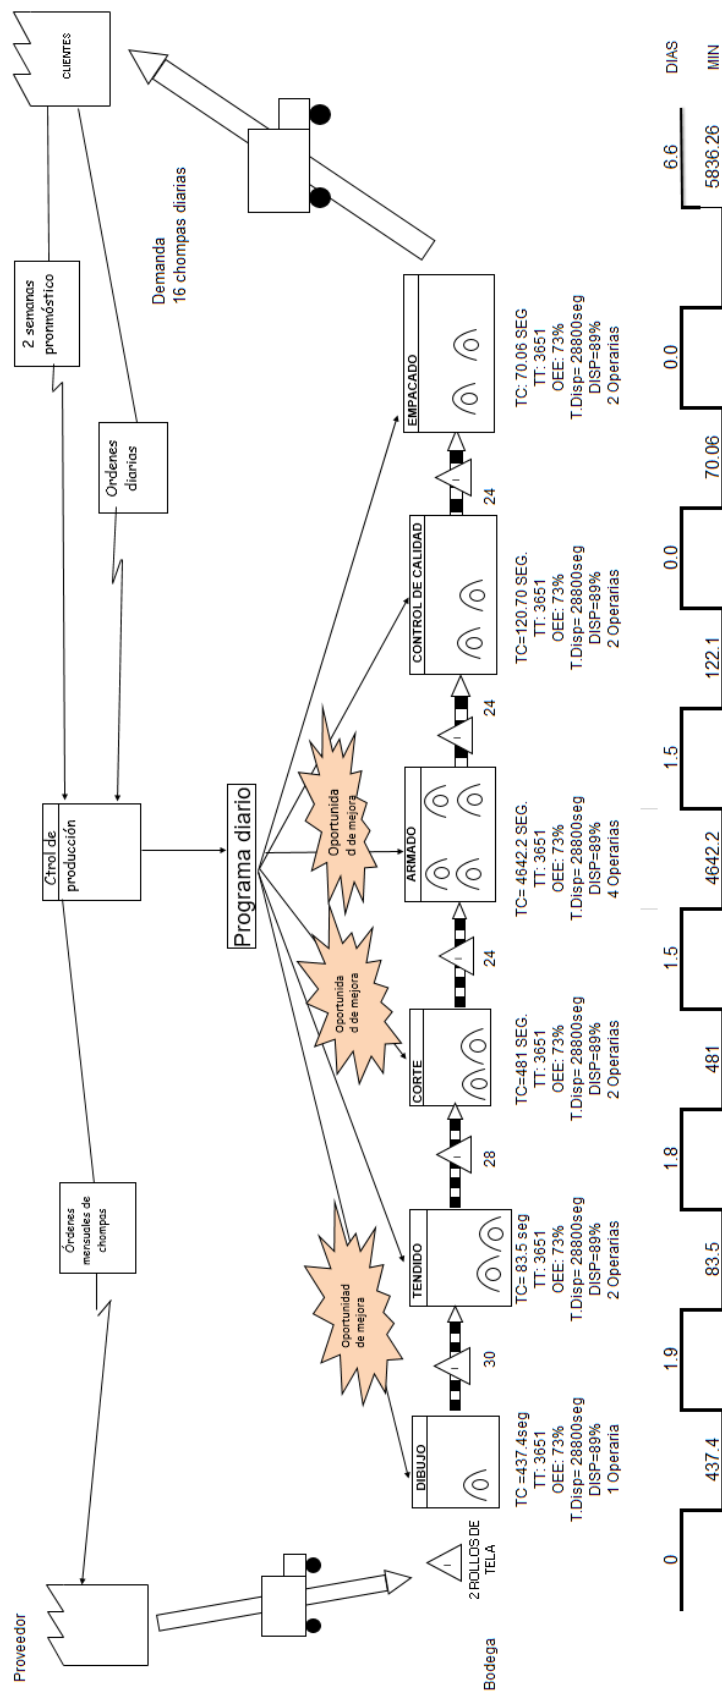 Proveedor
CLIENTES
2 semanas
pronmóstico
Ordenes
diarias
Ctrol de
producción
Órdenes
mensuales de
chompas
Demanda
16 chompas diarias
Programa diario
Oportunidad
de mejora
Oportunida
d de mejora
Oportunida
d de mejora
Bodega
I
2 ROLLOS DE
TELA
DIBUJO
TC =437.4seg
TT: 3651
OEE: 73%
T.Disp= 28800seg
DISP=89%
1 Operaria
I
30
TENDIDO
TC= 83.5 seg
TT: 3651
OEE: 73%
T.Disp= 28800seg
DISP=89%
2 Operarias
I
28
CORTE
TC=481 SEG.
TT: 3651
OEE: 73%
T.Disp= 28800seg
DISP=89%
2 Operarias
I
24
ARMADO
TC= 4642.2 SEG.
TT: 3651
OEE: 73%
T.Disp= 28800seg
DISP=89%
4 Operarias
I
24
CONTROL DE CALIDAD
TC=120.70 SEG.
TT: 3651
OEE: 73%
T.Disp= 28800seg
DISP=89%
2 Operarias
I
24
EMPACADO
TC: 70.06 SEG
TT: 3651
OEE: 73%
T.Disp= 28800seg
DISP=89%
2 Operarias
0 1.9 1.8 1.5 1.5 0.0 0.0 6.6 DIAS
437.4 83.5 481 4642.2 122.1 70.06 5836.26 MIN